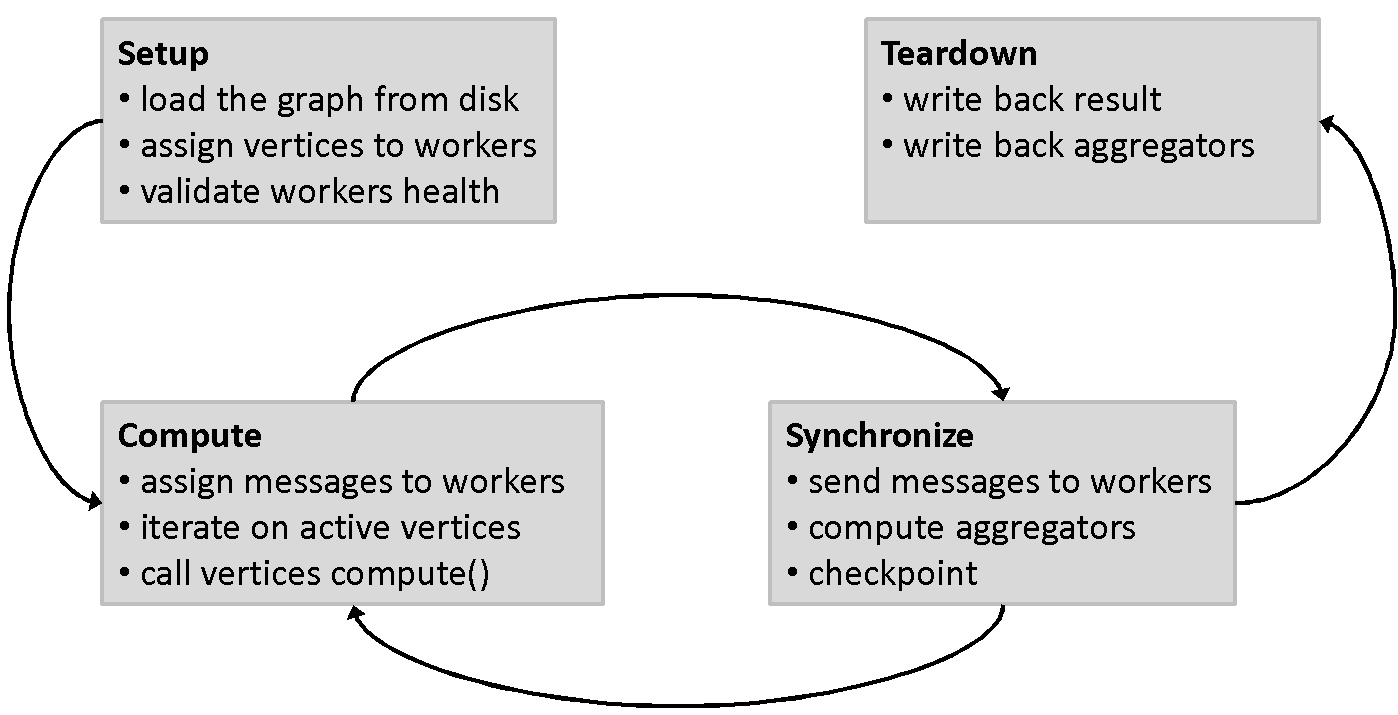 Setup
• load the graph from disk
• assign vertices to workers
• validate workers health
Teardown
• write back result
• write back aggregators
Compute
• assign messages to workers
• iterate on active vertices
• call vertices compute()
Synchronize
• send messages to workers
• compute aggregators
• checkpoint